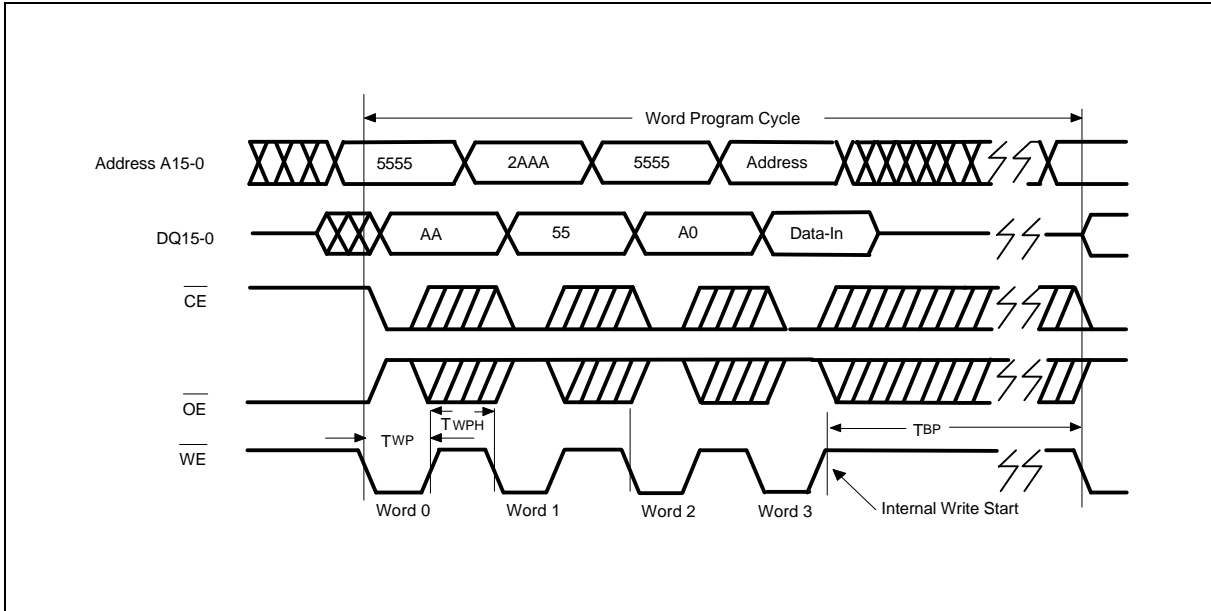 Word Program Cycle
Address A15-0
5555
2AAA
5555
Address
DQ15-0
AA
55
A0
Data-In
CE
OE
TWP
TWPH
TBP
WE
Word 0
Word 1
Word 2
Word 3
Internal Write Start